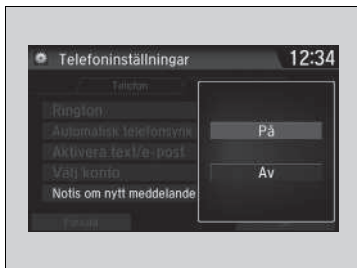 Telefoninställningar
12:34
Telefon
Rington
Automatisk telefonsynk
Aktivera text/e-post
Välj konto
Notis om nytt meddelande
På
Av